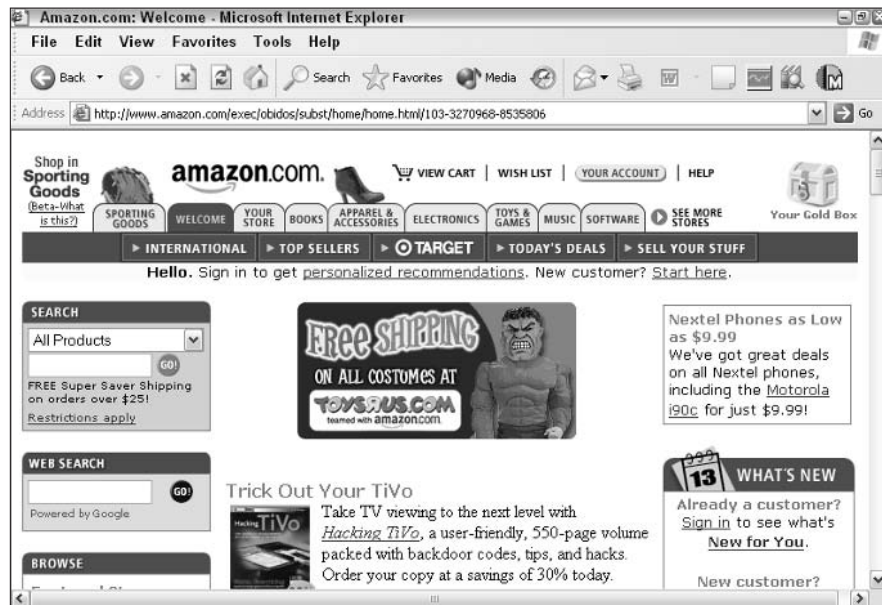 Amazon.com: Welcome - Microsoft Internet Explorer
File Edit View Favorites Tools Help
Back Search Favorites Media
Address http://www.amazon.com/exec/obidos/subst/home/home.html/103-3270968-8535806 Go
Shop in
Sporting
Goods
(Beta-What
is this?)
amazon.com.
VIEW CART | WISH LIST | YOUR ACCOUNT | HELP
Your Gold Box
SPORTING
GOODS
WELCOME
YOUR
STORE
BOOKS
APPAREL &
ACCESSORIES
ELECTRONICS
TOYS &
GAMES
MUSIC
SOFTWARE
SEE MORE
STORES
INTERNATIONAL TOP SELLERS TARGET TODAY'S DEALS SELL YOUR STUFF
Hello. Sign in to get personalized recommendations. New customer? Start here.
SEARCH
All Products
GO!
FREE Super Saver Shipping
on orders over $25!
Restrictions apply
WEB SEARCH
GO!
Powered by Google
BROWSE
FREE SHIPPING
ON ALL COSTUMES AT
TOYSRUS.COM
teamed with amazon.com
Trick Out Your TiVo
Hacking TiVo
Take TV viewing to the next level with
Hacking TiVo, a user-friendly, 550-page volume
packed with backdoor codes, tips, and hacks.
Order your copy at a savings of 30% today.
Nextel Phones as Low
as $9.99
We've got great deals
on all Nextel phones,
including the Motorola
i90c for just $9.99!
13
WHAT'S NEW
Already a customer?
Sign in to see what's
New for You.
New customer?